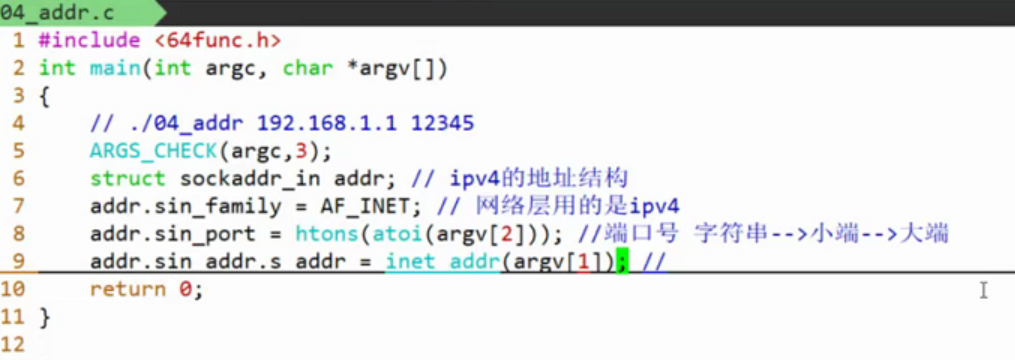 04_addr.c
1 #include <64func.h>
2 int main(int argc, char *argv[])
3 {
4     // ./04_addr 192.168.1.1 12345
5     ARGS_CHECK(argc,3);
6     struct sockaddr_in addr; // ipv4的地址结构
7     addr.sin_family = AF_INET; // 网络层用的是ipv4
8     addr.sin_port = htons(atoi(argv[2])); //端口号 字符串-->小端-->大端
9     addr.sin_addr.s_addr = inet_addr(argv[1]); //
10     return 0;
11 }
12